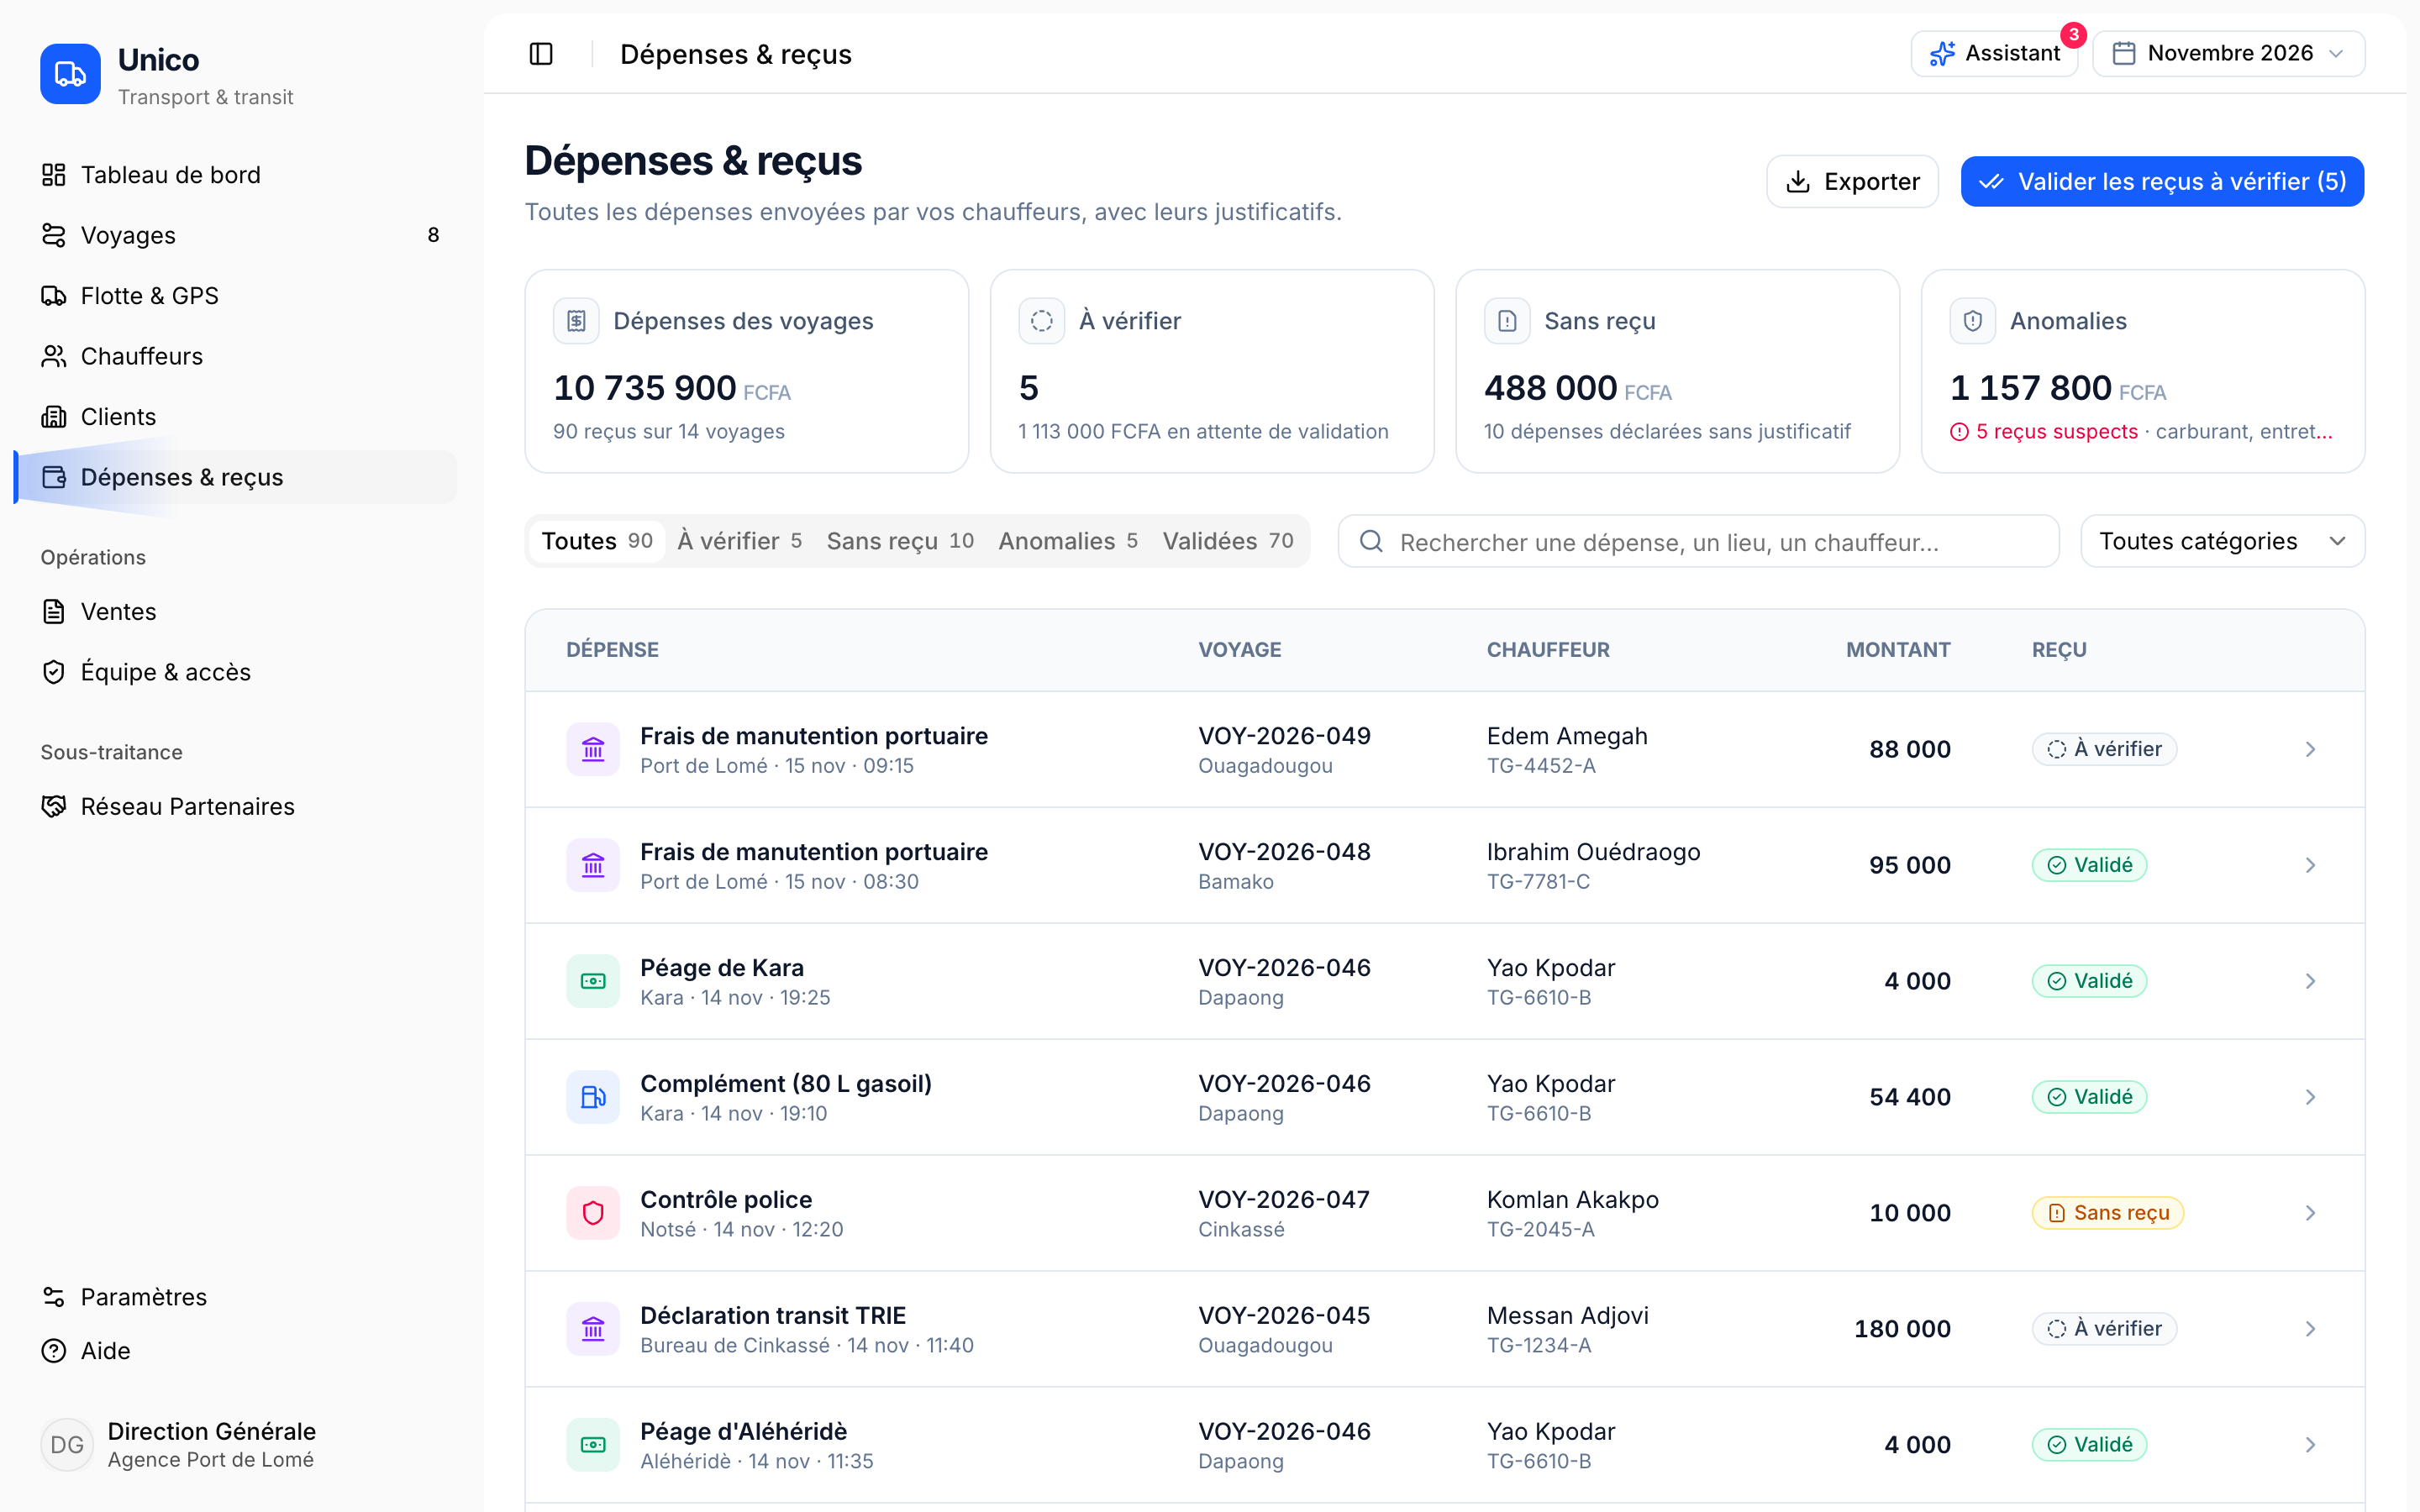 Unico
Transport & transit
Tableau de bord
Voyages 8
Flotte & GPS
Chauffeurs
Clients
Dépenses & reçus
Opérations
Ventes
Équipe & accès
Sous-traitance
Réseau Partenaires
Paramètres
Aide
DG
Direction Générale
Agence Port de Lomé
Dépenses & reçus
Assistant 3
Novembre 2026
Dépenses & reçus
Toutes les dépenses envoyées par vos chauffeurs, avec leurs justificatifs.
Exporter
Valider les reçus à vérifier (5)
Dépenses des voyages
10 735 900 FCFA
90 reçus sur 14 voyages
À vérifier
5
1 113 000 FCFA en attente de validation
Sans reçu
488 000 FCFA
10 dépenses déclarées sans justificatif
Anomalies
1 157 800 FCFA
5 reçus suspects · carburant, entret...
Toutes 90 À vérifier 5 Sans reçu 10 Anomalies 5 Validées 70
Rechercher une dépense, un lieu, un chauffeur...
Toutes catégories
DÉPENSE VOYAGE CHAUFFEUR MONTANT REÇU
Frais de manutention portuaire VOY-2026-049 Edem Amegah 88 000 À vérifier
Port de Lomé · 15 nov · 09:15 Ouagadougou TG-4452-A
Frais de manutention portuaire VOY-2026-048 Ibrahim Ouédraogo 95 000 Validé
Port de Lomé · 15 nov · 08:30 Bamako TG-7781-C
Péage de Kara VOY-2026-046 Yao Kpodar 4 000 Validé
Kara · 14 nov · 19:25 Dapaong TG-6610-B
Complément (80 L gasoil) VOY-2026-046 Yao Kpodar 54 400 Validé
Kara · 14 nov · 19:10 Dapaong TG-6610-B
Contrôle police VOY-2026-047 Komlan Akakpo 10 000 Sans reçu
Notsé · 14 nov · 12:20 Cinkassé TG-2045-A
Déclaration transit TRIE VOY-2026-045 Messan Adjovi 180 000 À vérifier
Bureau de Cinkassé · 14 nov · 11:40 Ouagadougou TG-1234-A
Péage d'Aléhéridè VOY-2026-046 Yao Kpodar 4 000 Validé
Aléhéridè · 14 nov · 11:35 Dapaong TG-6610-B